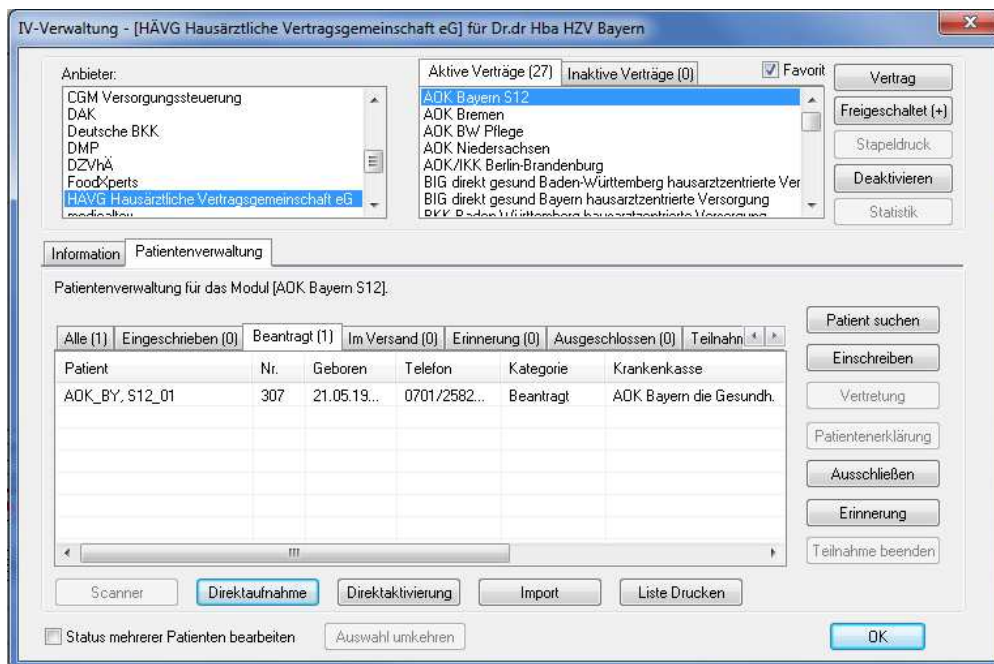 IV-Verwaltung - [HÄVG Hausärztliche Vertragsgemeinschaft eG] für Dr.dr Hba HZV Bayern
Anbieter:
CGM Versorgungssteuerung
DAK
Deutsche BKK
DMP
DZVhÄ
FoodXperts
HÄVG Hausärztliche Vertragsgemeinschaft eG
Aktive Verträge (27) Inaktive Verträge (0)
Favorit
AOK Bayern S12
AOK Bremen
AOK BW Pflege
AOK Niedersachsen
AOK/IKK Berlin-Brandenburg
BIG direkt gesund Baden-Württemberg hausarztzentrierte Ver
BIG direkt gesund Bayern hausarztzentrierte Versorgung
BKK Baden Württemberg hausarztzentrierte Versorgung
Vertrag
Freigeschaltet (+)
Stapeldruck
Deaktivieren
Statistik
Information Patientenverwaltung
Patientenverwaltung für das Modul [AOK Bayern S12].
Alle (1) Eingeschrieben (0) Beantragt (1) Im Versand (0) Erinnerung (0) Ausgeschlossen (0) Teilnahn
Patient Nr. Geboren Telefon Kategorie Krankenkasse
AOK_BY, S12_01 307 21.05.19... 0701/2582... Beantragt AOK Bayern die Gesundh.
Patient suchen
Einschreiben
Vertretung
Patientenerklärung
Ausschließen
Erinnerung
Teilnahme beenden
Scanner Direktaufnahme Direktaktivierung Import Liste Drucken
Status mehrerer Patienten bearbeiten Auswahl umkehren OK